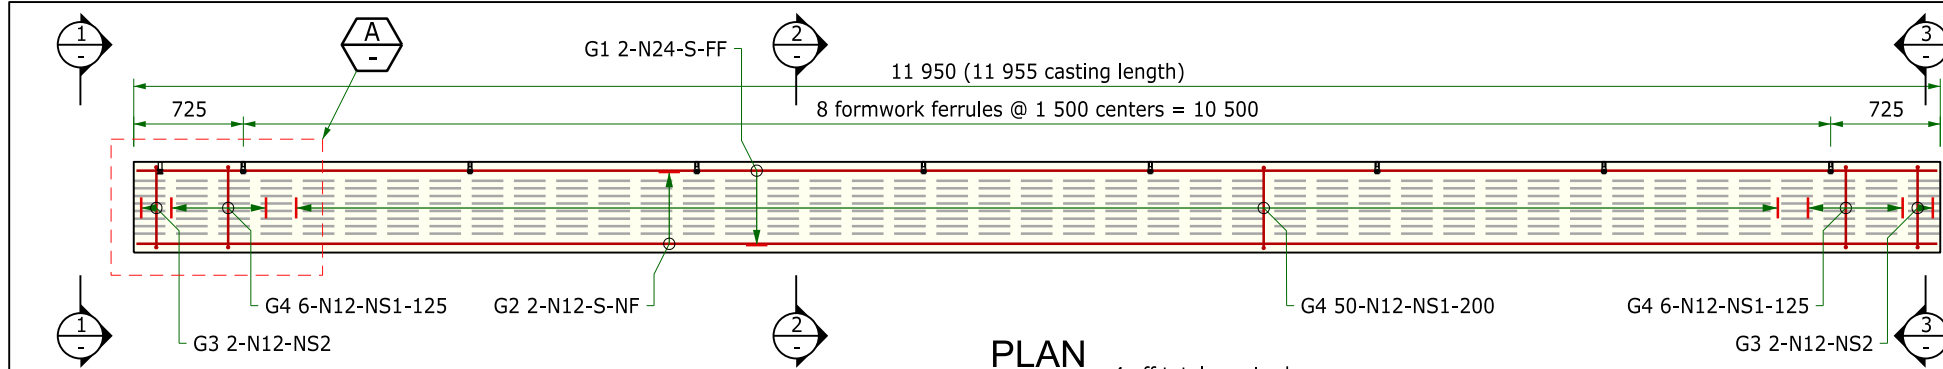 1
-
A
-
G1 2-N24-S-FF
2
-
3
-
11 950 (11 955 casting length)
725
8 formwork ferrules @ 1 500 centers = 10 500
725
G4 6-N12-NS1-125
G2 2-N12-S-NF
G4 50-N12-NS1-200
G4 6-N12-NS1-125
1
-
G3 2-N12-NS2
2
-
PLAN
G3 2-N12-NS2
3
-